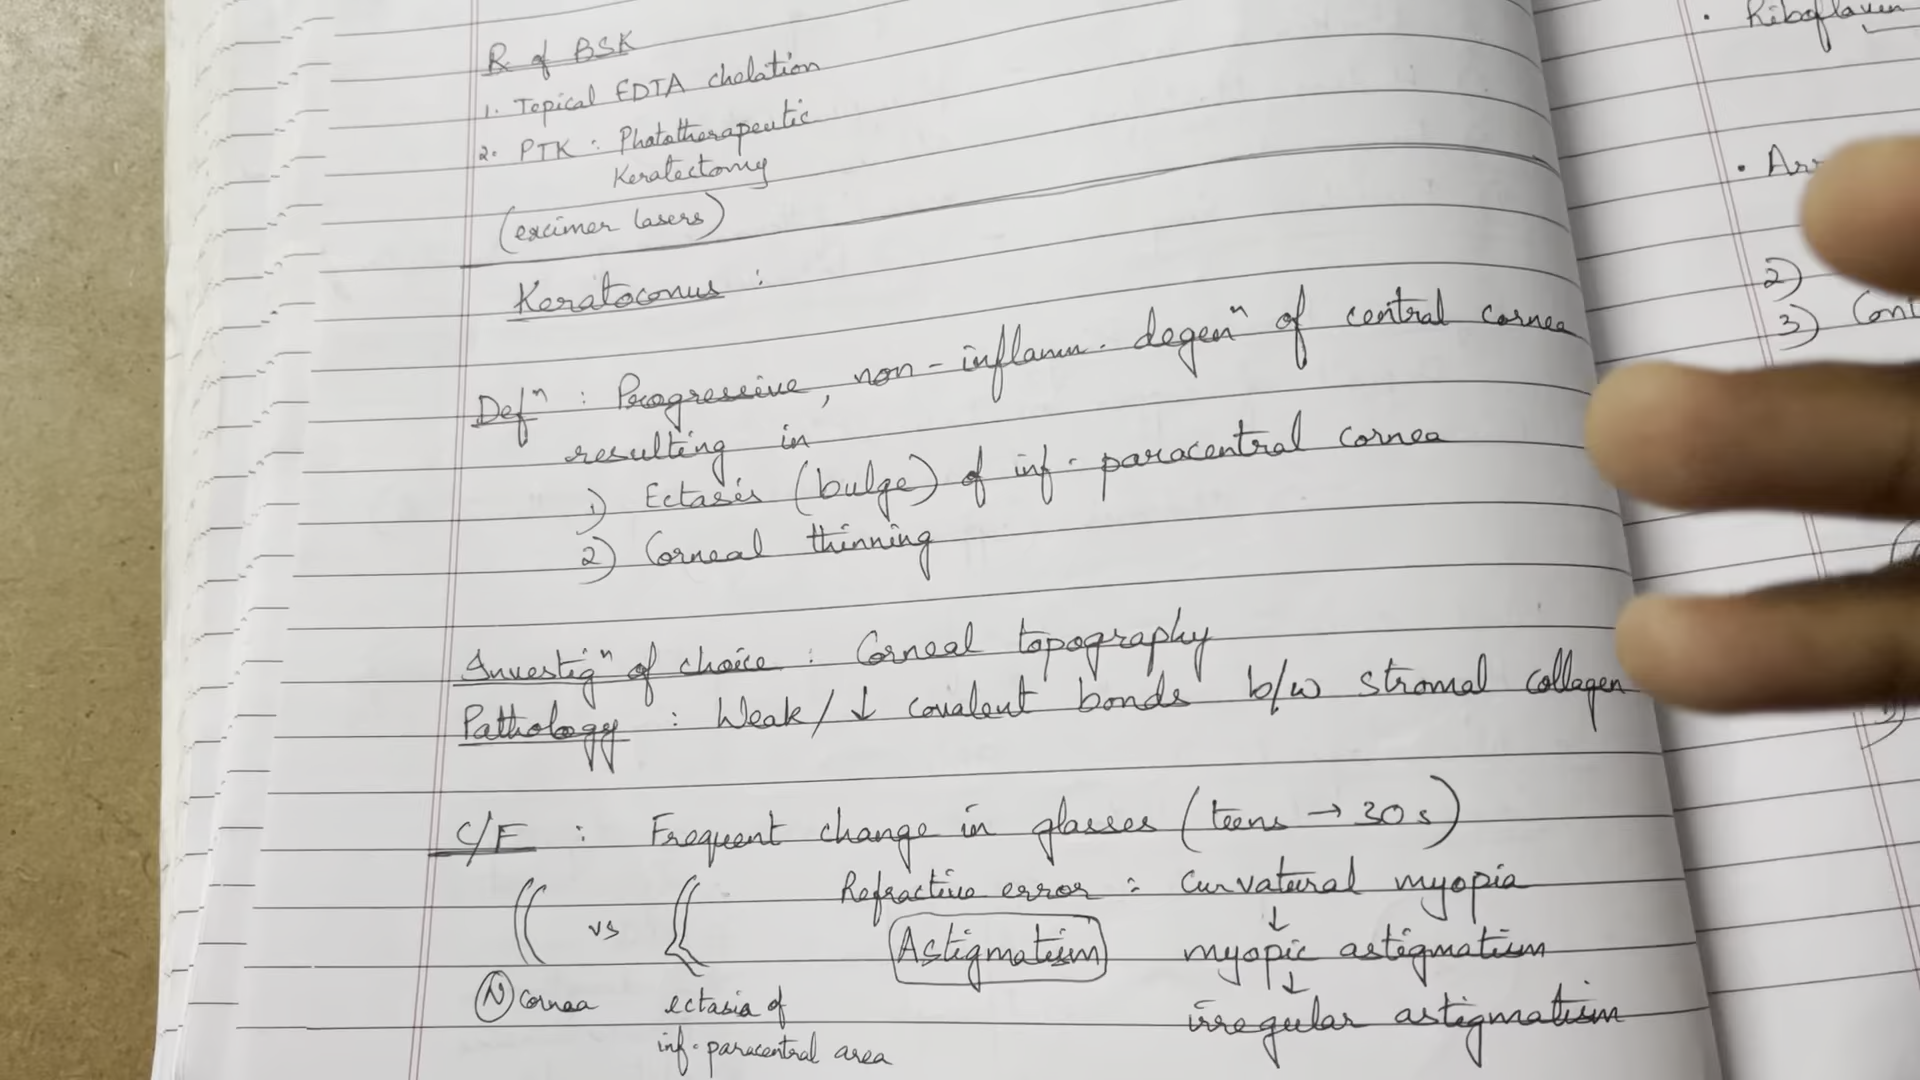 R of BSK
1. Topical EDTA chelation
2. PTK : Phototherapeutic
Keratectomy
(excimer lasers)
Keratoconus :
Defⁿ : Progressive, non-inflamm. degenⁿ of central cornea
resulting in
1) Ectasis (bulge) of inf. paracentral cornea
2) Corneal thinning
Investigⁿ of choice : Corneal topography
Pathology : Weak/↓ covalent bonds b/w stromal collagen
C/F : Frequent change in glasses (teens → 30s)
Refractive error : Curvatural myopia
↓
Astigmatism myopic astigmatism
↓
irregular astigmatism
vs
(N) cornea ectasia of
inf. paracentral area
• Riboflavin
2)
3)